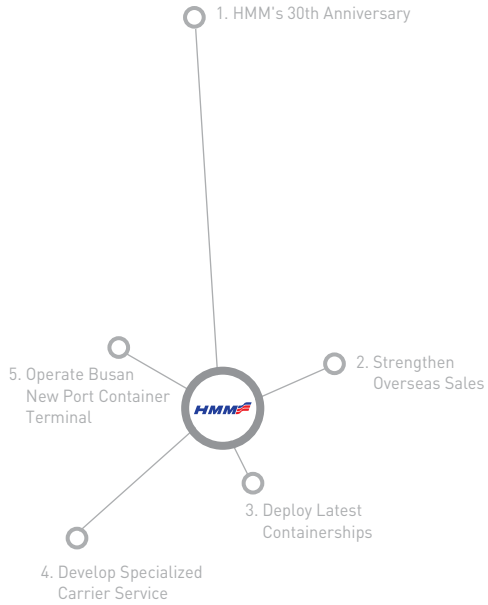 1. HMM's 30th Anniversary
2. Strengthen
Overseas Sales
5. Operate Busan
New Port Container
Terminal
HMM
3. Deploy Latest
Containerships
4. Develop Specialized
Carrier Service